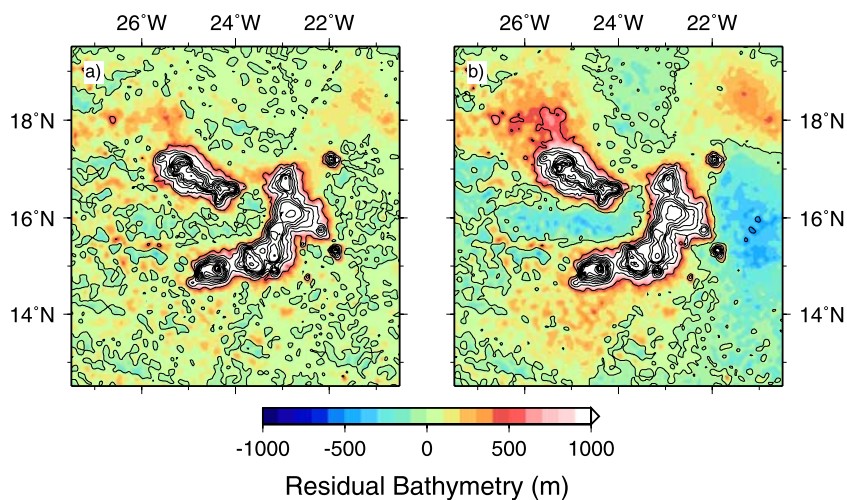 26˚W 24˚W 22˚W 26˚W 24˚W 22˚W
a) b)
18˚N 18˚N
16˚N 16˚N
14˚N 14˚N
-1000 -500 0 500 1000
Residual Bathymetry (m)